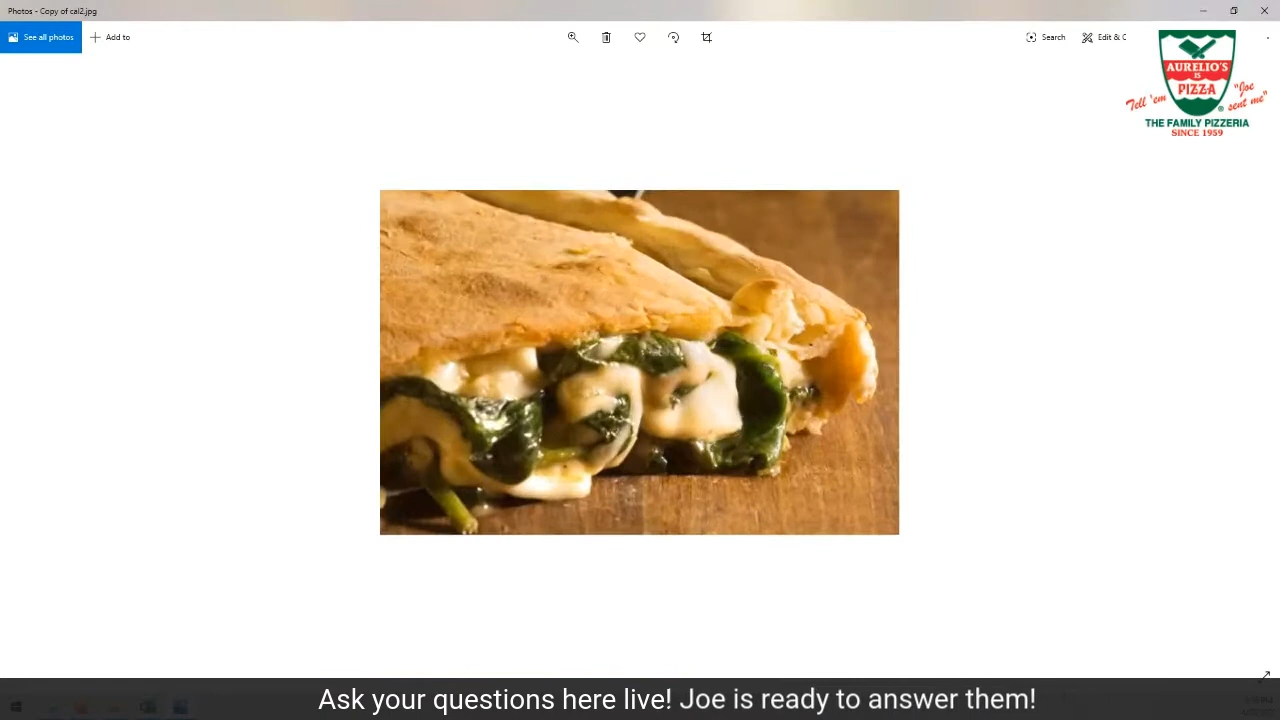 Photos - Copy of cal2.jpg
See all photos
Add to
Search
Edit & C
AURELIO'S
IS
PIZZA
®
Tell 'em
"Joe
sent me"
THE FAMILY PIZZERIA
SINCE 1959
Ask your questions here live! Joe is ready to answer them!